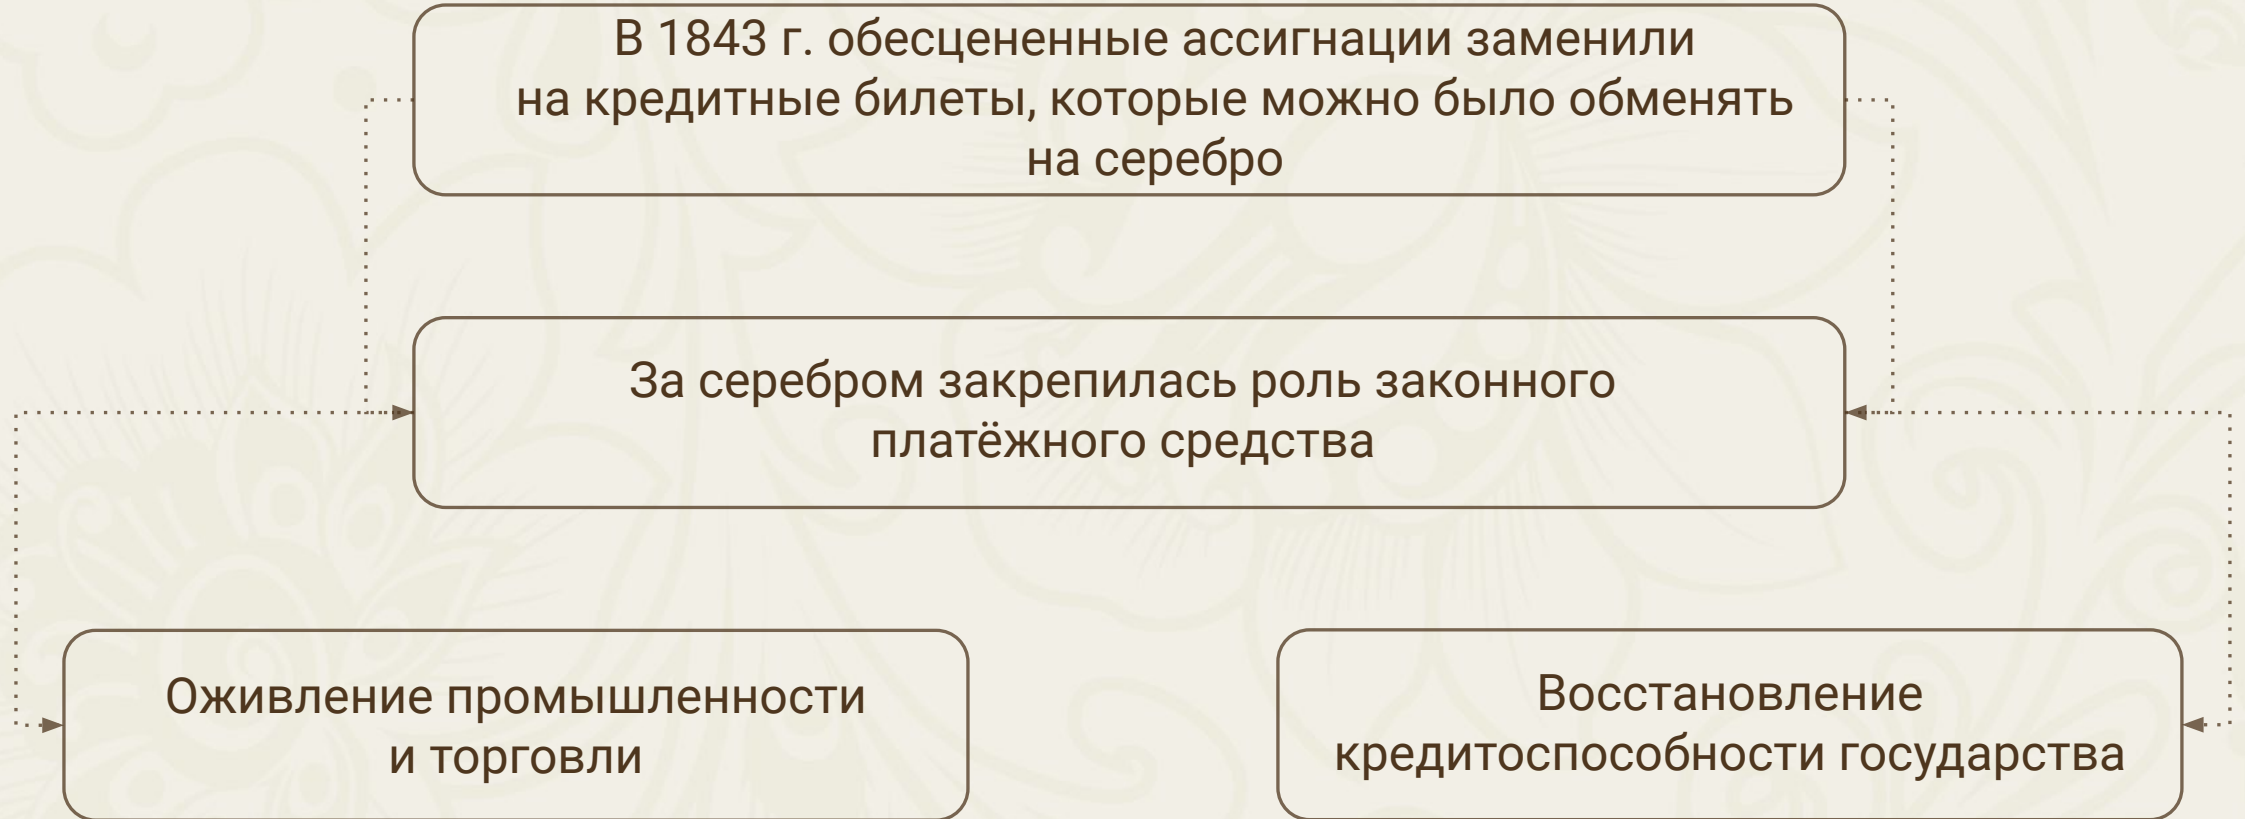 В 1843 г. обесцененные ассигнации заменили
на кредитные билеты, которые можно было обменять
на серебро
За серебром закрепилась роль законного
платёжного средства
Оживление промышленности
и торговли
Восстановление
кредитоспособности государства